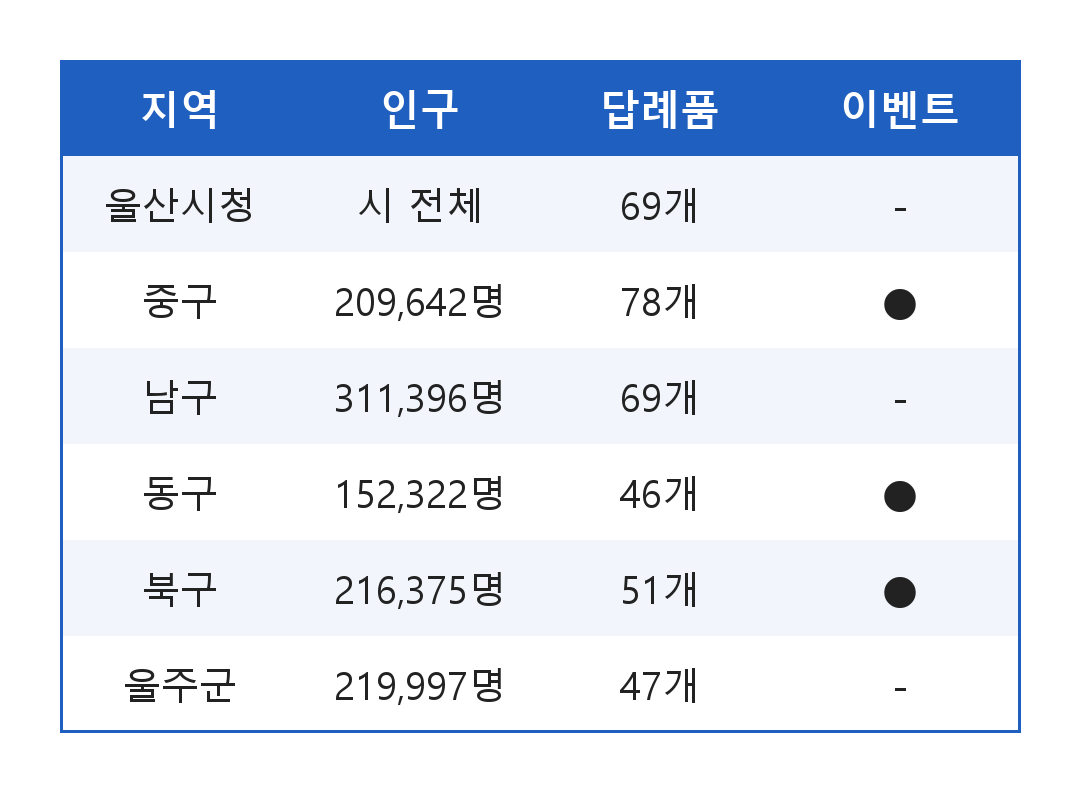 지역 인구 답례품 이벤트
울산시청 시 전체 69개 -
중구 209,642명 78개 ●
남구 311,396명 69개 -
동구 152,322명 46개 ●
북구 216,375명 51개 ●
울주군 219,997명 47개 -